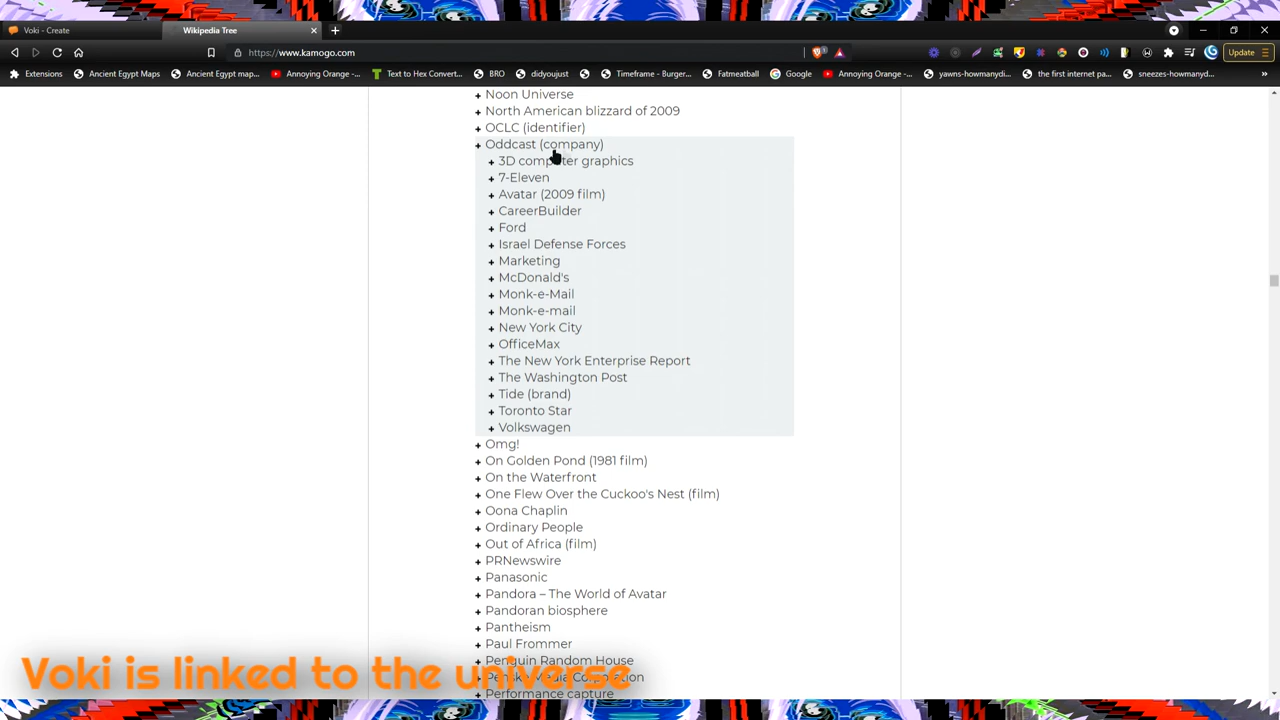 Voki - Create
Wikipedia Tree
https://www.kamogo.com
Update
Extensions
Ancient Egypt Maps
Ancient Egypt map...
Annoying Orange -...
Text to Hex Convert...
BRO
didyoujust
Timeframe - Burger...
Fatmeatball
Google
Annoying Orange -...
yawns-howmanydi...
the first internet pa...
sneezes-howmanyd...
Noon Universe
North American blizzard of 2009
OCLC (identifier)
Oddcast (company)
3D computer graphics
7-Eleven
Avatar (2009 film)
CareerBuilder
Ford
Israel Defense Forces
Marketing
McDonald's
Monk-e-Mail
Monk-e-mail
New York City
OfficeMax
The New York Enterprise Report
The Washington Post
Tide (brand)
Toronto Star
Volkswagen
Omg!
On Golden Pond (1981 film)
On the Waterfront
One Flew Over the Cuckoo's Nest (film)
Oona Chaplin
Ordinary People
Out of Africa (film)
PRNewswire
Panasonic
Pandora – The World of Avatar
Pandoran biosphere
Pantheism
Paul Frommer
Penguin Random House
Penske Media Corporation
Performance capture
Voki is linked to the universe